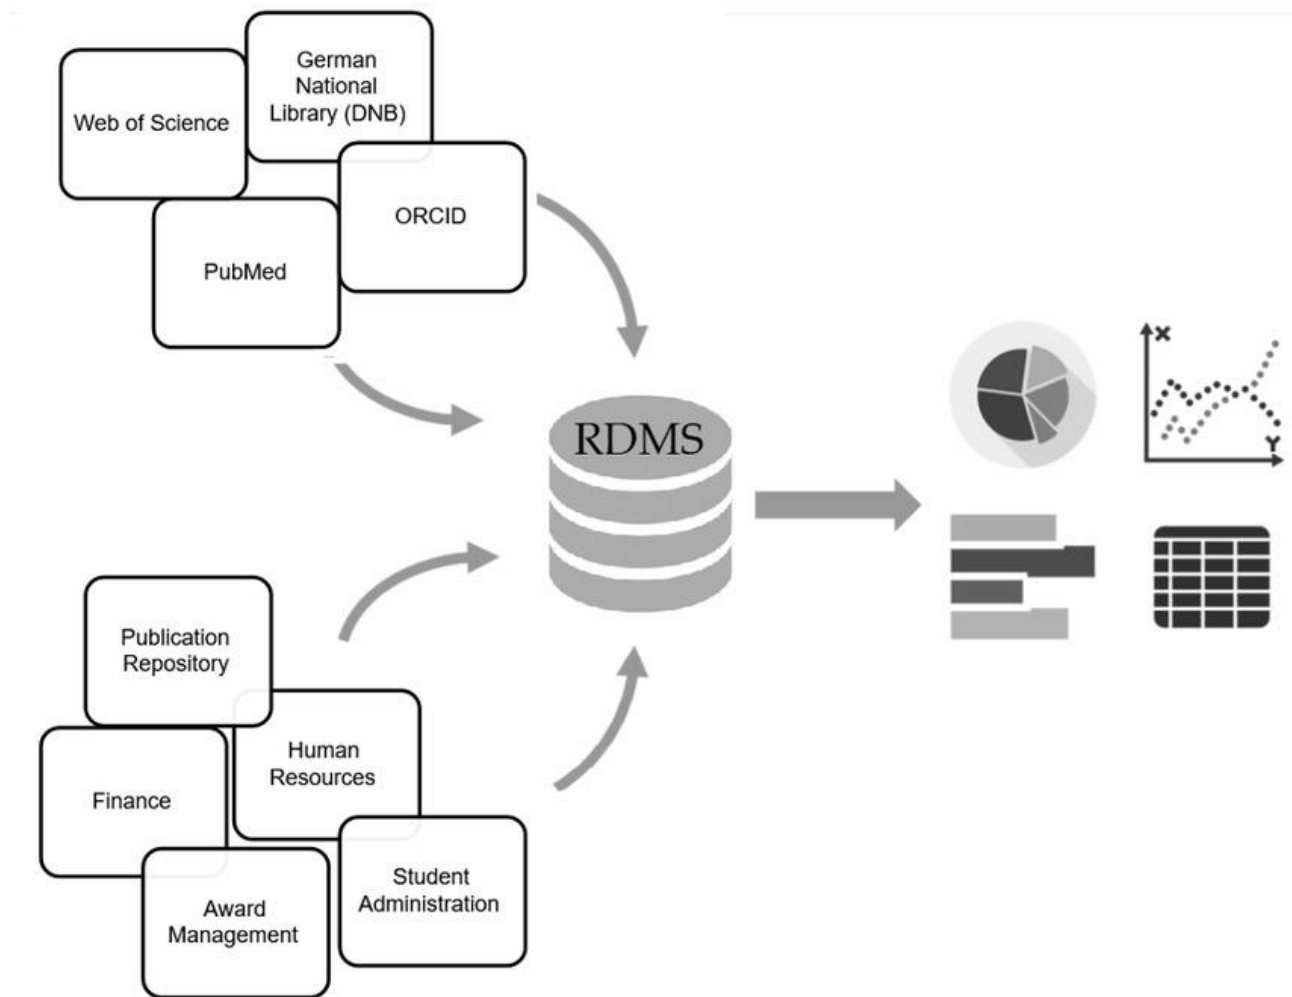 German
National
Library (DNB)
Web of Science
ORCID
PubMed
RDMS
X
Y
Publication
Repository
Human
Resources
Finance
Student
Administration
Award
Management